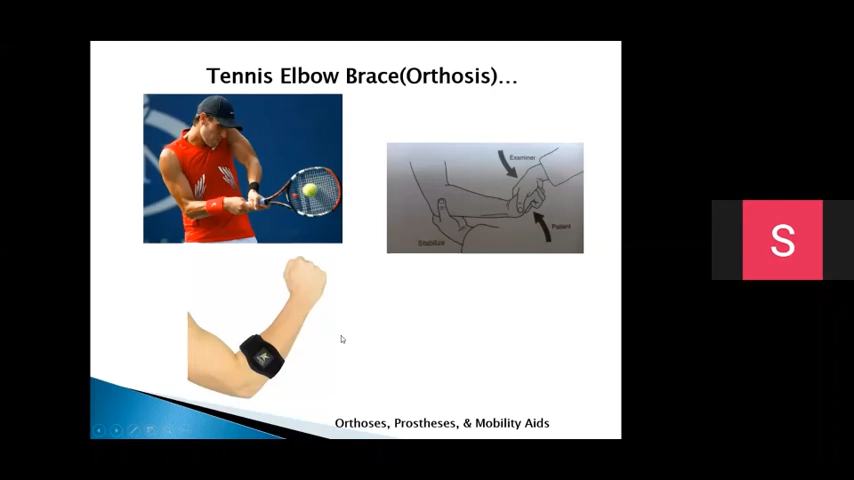 Tennis Elbow Brace(Orthosis)...
Examiner
Patient
Stabilize
Orthoses, Prostheses, & Mobility Aids
S